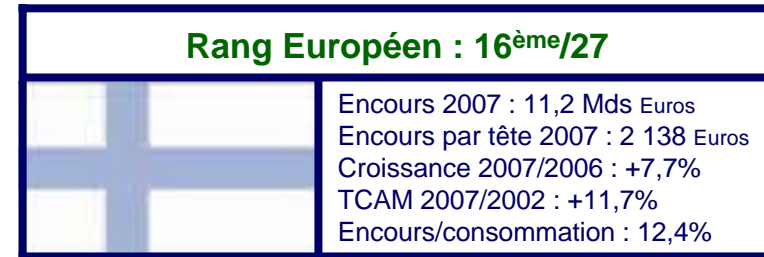 Rang Européen : 16ème/27
Encours 2007 : 11,2 Mds Euros
Encours par tête 2007 : 2 138 Euros
Croissance 2007/2006 : +7,7%
TCAM 2007/2002 : +11,7%
Encours/consommation : 12,4%